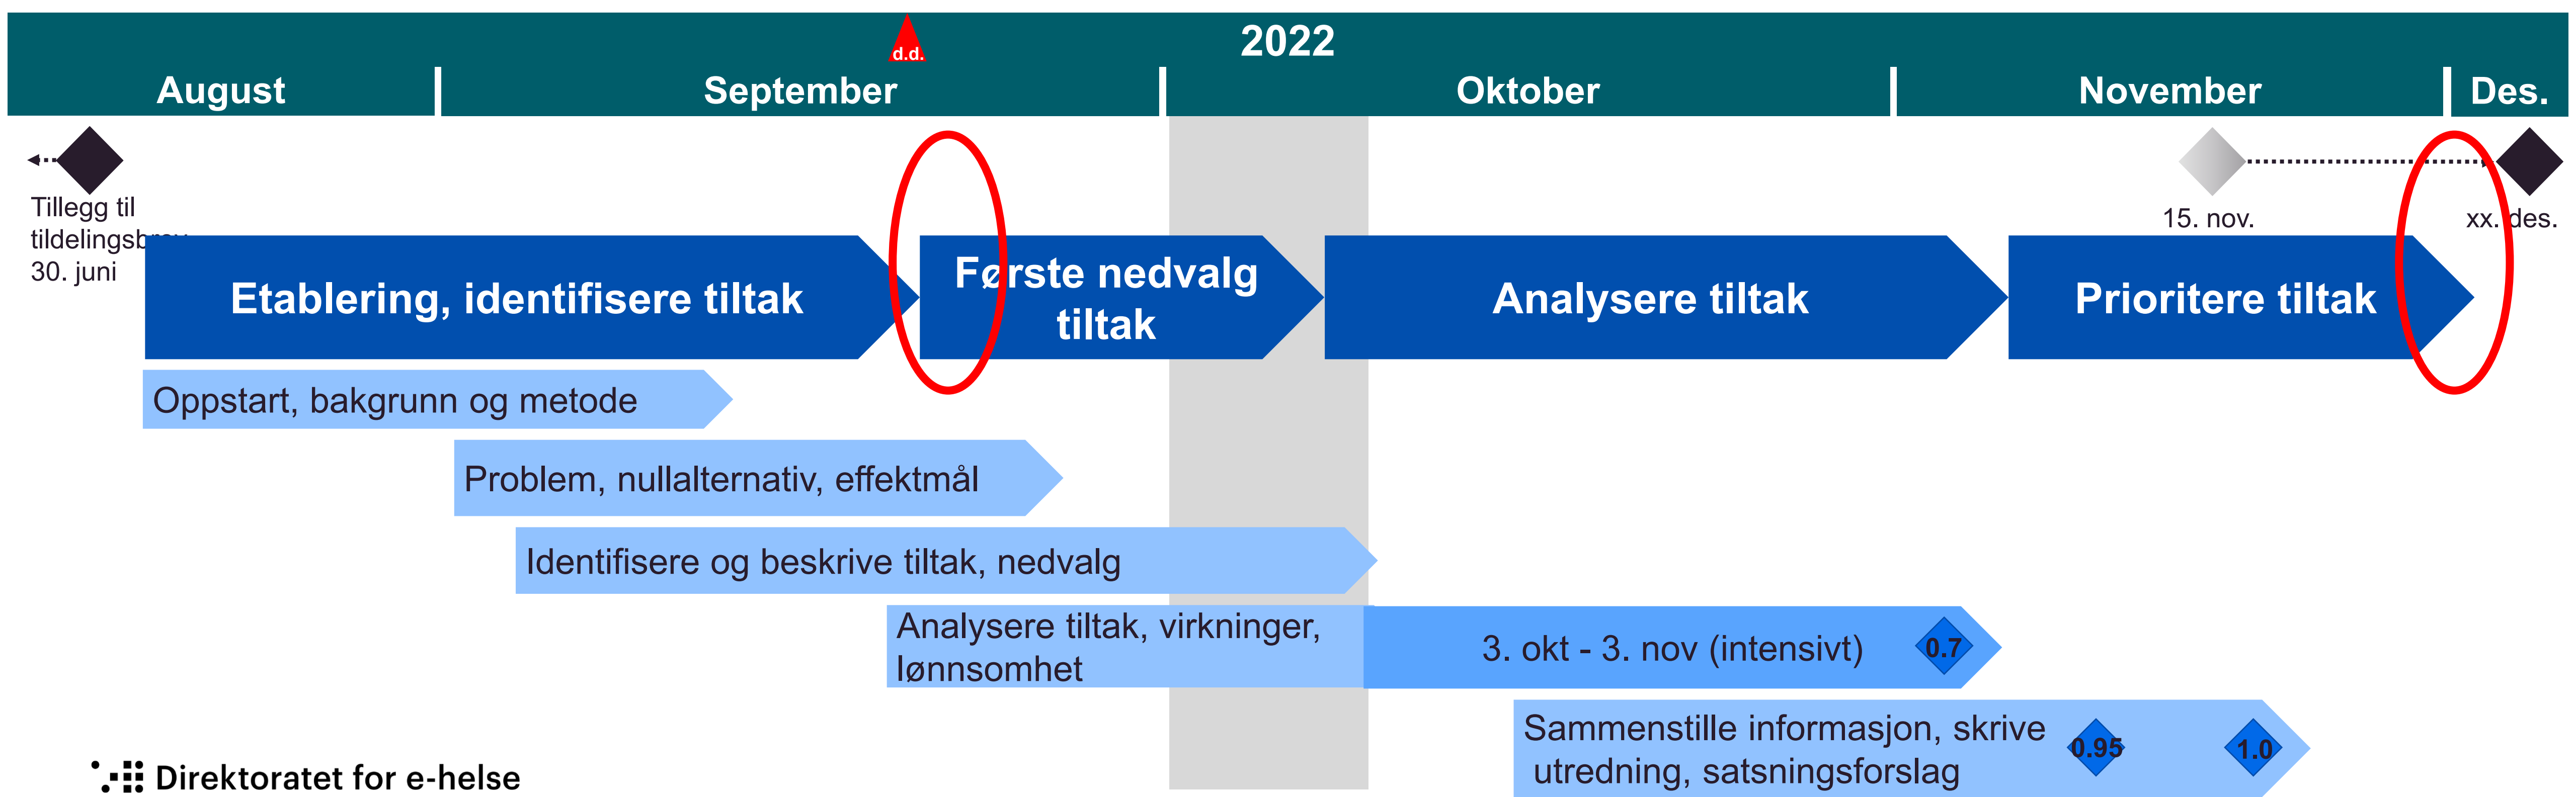 d.d.
2022
August
September
Oktober
November
Des.
Tillegg til
tildelingsbrev
30. juni
15. nov.
xx. des.
Etablering, identifisere tiltak
Første nedvalg
tiltak
Analysere tiltak
Prioritere tiltak
Oppstart, bakgrunn og metode
Problem, nullalternativ, effektmål
Identifisere og beskrive tiltak, nedvalg
Analysere tiltak, virkninger,
lønnsomhet
3. okt - 3. nov (intensivt)
0.7
Sammenstille informasjon, skrive
utredning, satsningsforslag
0.95
1.0
Direktoratet for e-helse